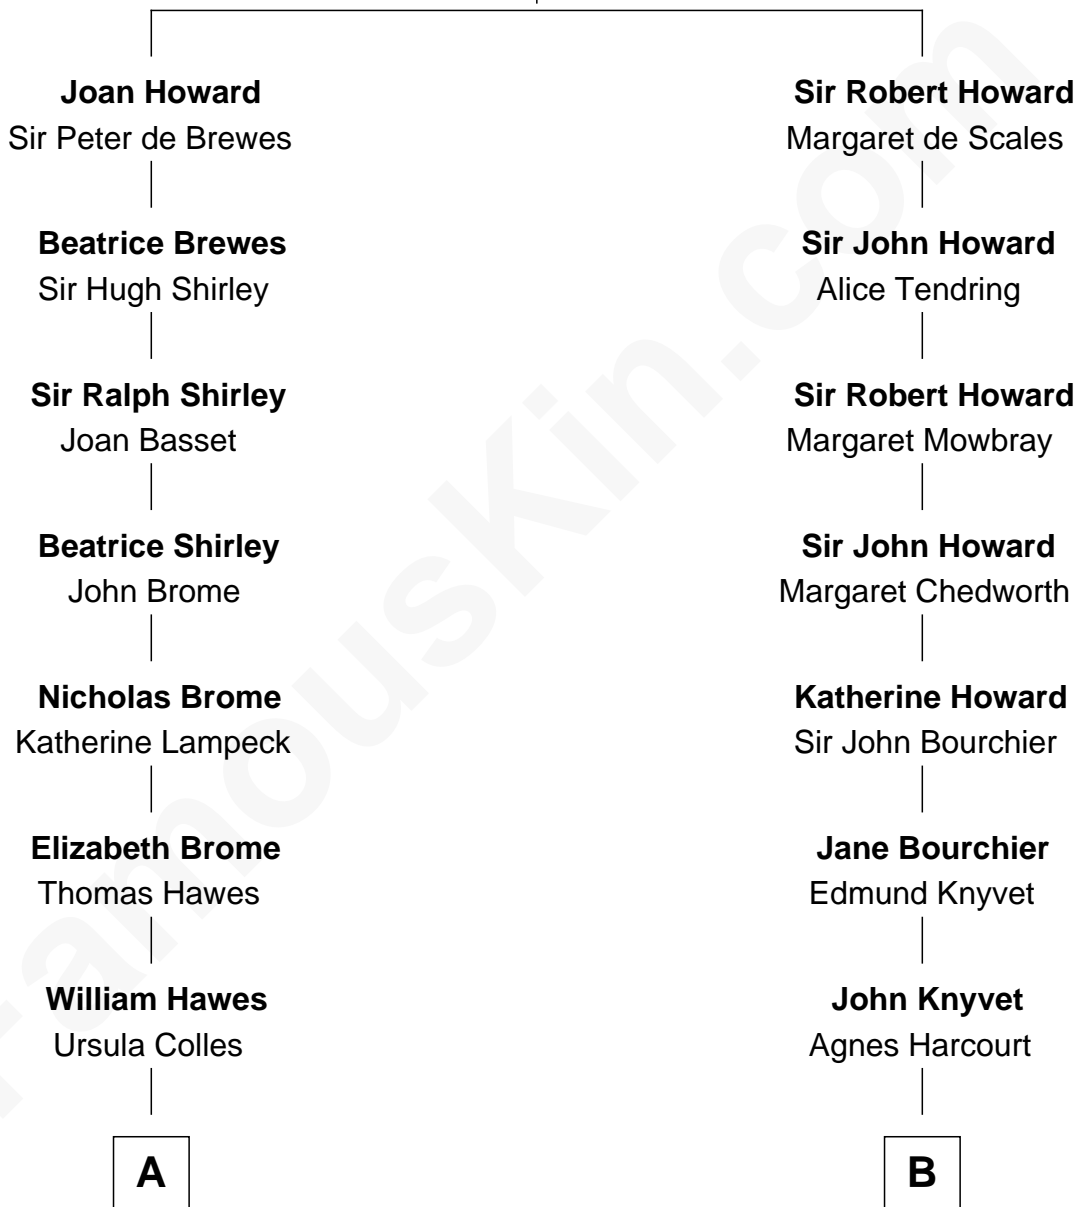 Joan Howard
Sir Peter de Brewes
Sir Robert Howard
Margaret de Scales
Beatrice Brewes
Sir Hugh Shirley
Sir John Howard
Alice Tendring
Sir Ralph Shirley
Joan Basset
Sir Robert Howard
Margaret Mowbray
Beatrice Shirley
John Brome
Sir John Howard
Margaret Chedworth
Nicholas Brome
Katherine Lampeck
Katherine Howard
Sir John Bourchier
Elizabeth Brome
Thomas Hawes
Jane Bourchier
Edmund Knyvet
William Hawes
Ursula Colles
John Knyvet
Agnes Harcourt
A
B
FamousKin.com